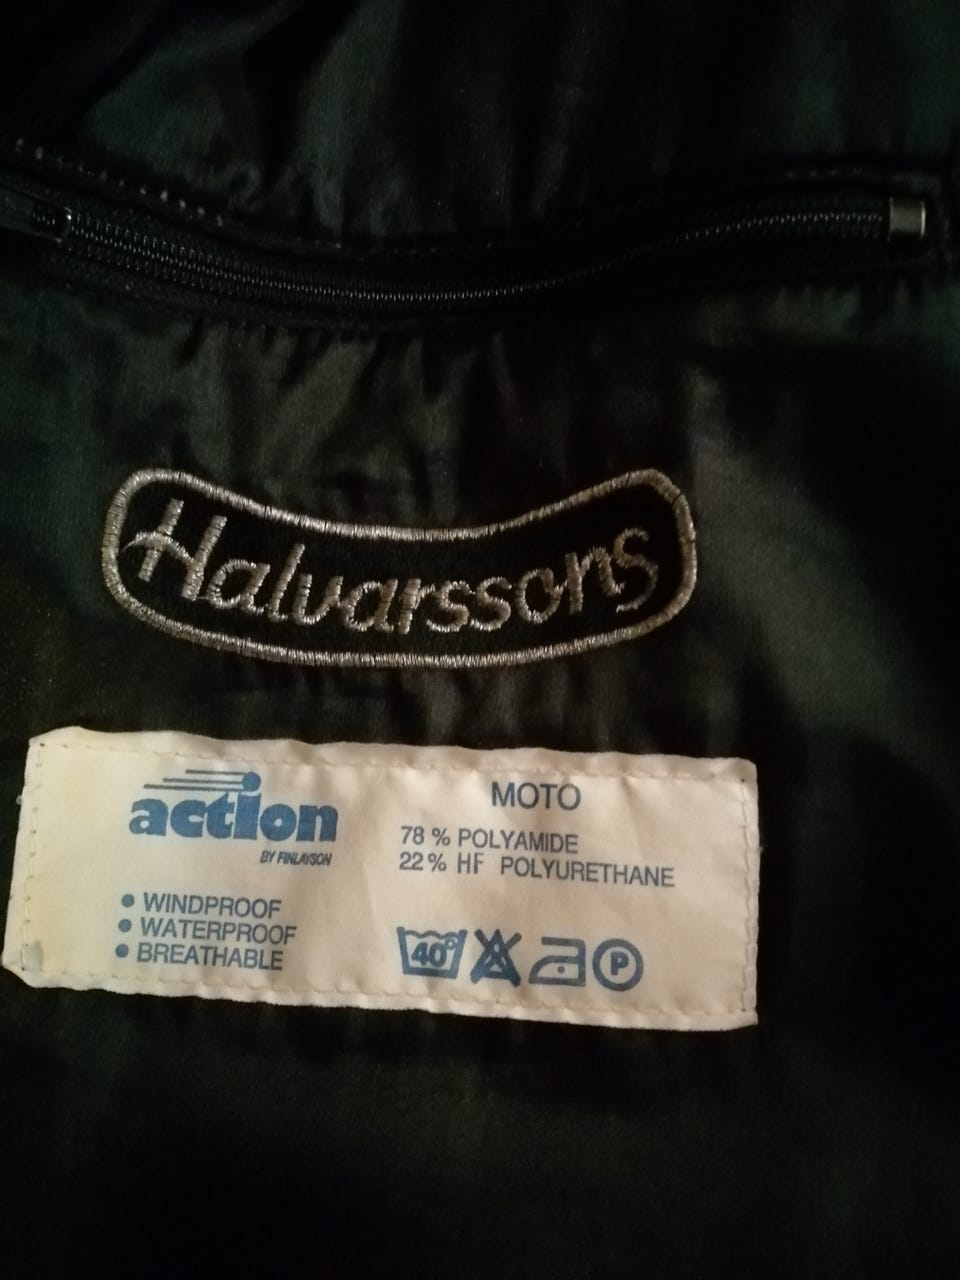 Halvarssons
action
BY FINLAYSON
• WINDPROOF
• WATERPROOF
• BREATHABLE
MOTO
78 % POLYAMIDE
22 % HF POLYURETHANE
40° P